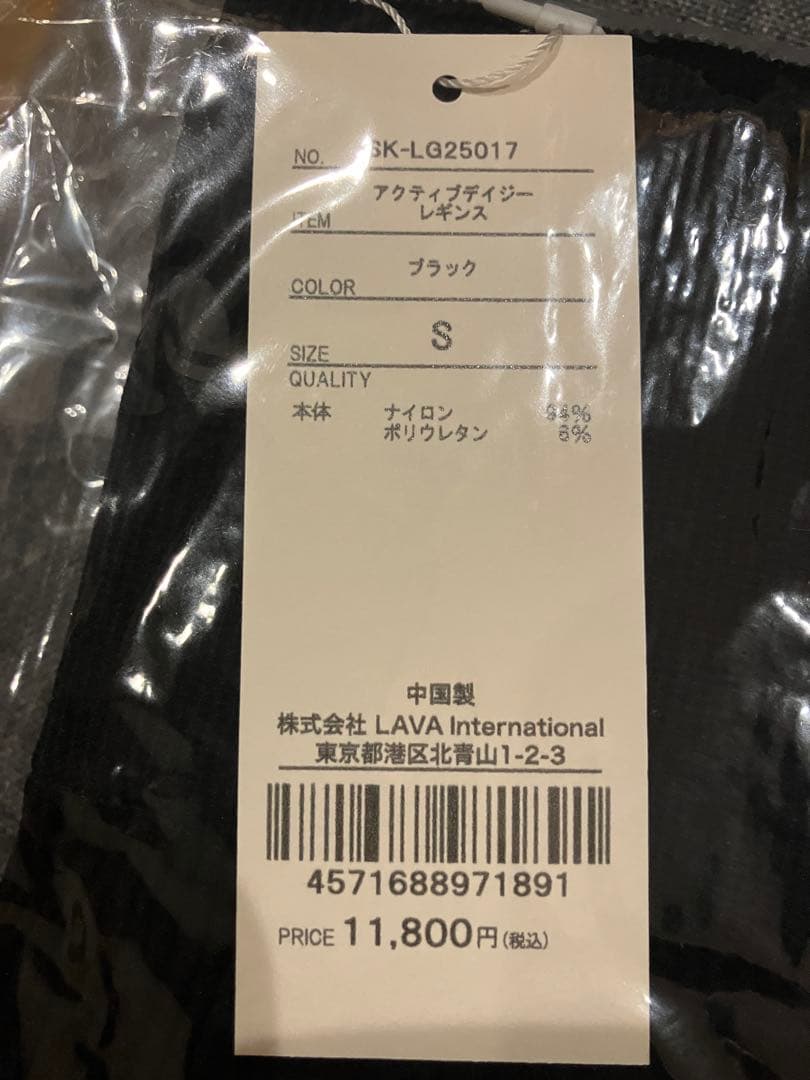 NO. SK-LG25017
アクティブデイジー
ITEM レギンス
COLOR ブラック
SIZE S
QUALITY
本体 ナイロン 94%
ポリウレタン 6%
中国製
株式会社 LAVA International
東京都港区北青山1-2-3
4571688971891
PRICE 11,800円(税込)